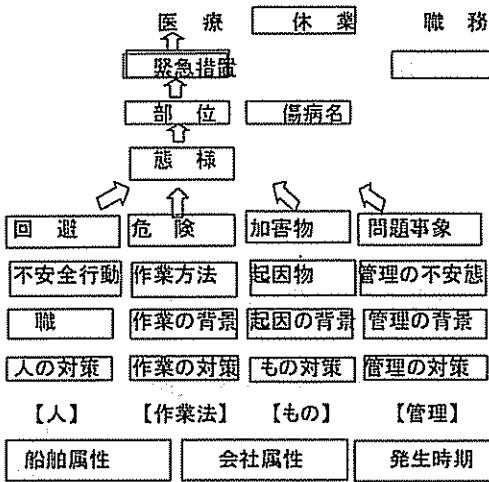 医療 休業 職務
緊急措置
部位 傷病名
態様
回避 危険 加害物 問題事象
不安全行動 作業方法 起因物 管理の不安態
職 作業の背景 起因の背景 管理の背景
人の対策 作業の対策 もの対策 管理の対策
【人】 【作業法】 【もの】 【管理】
船舶属性 会社属性 発生時期